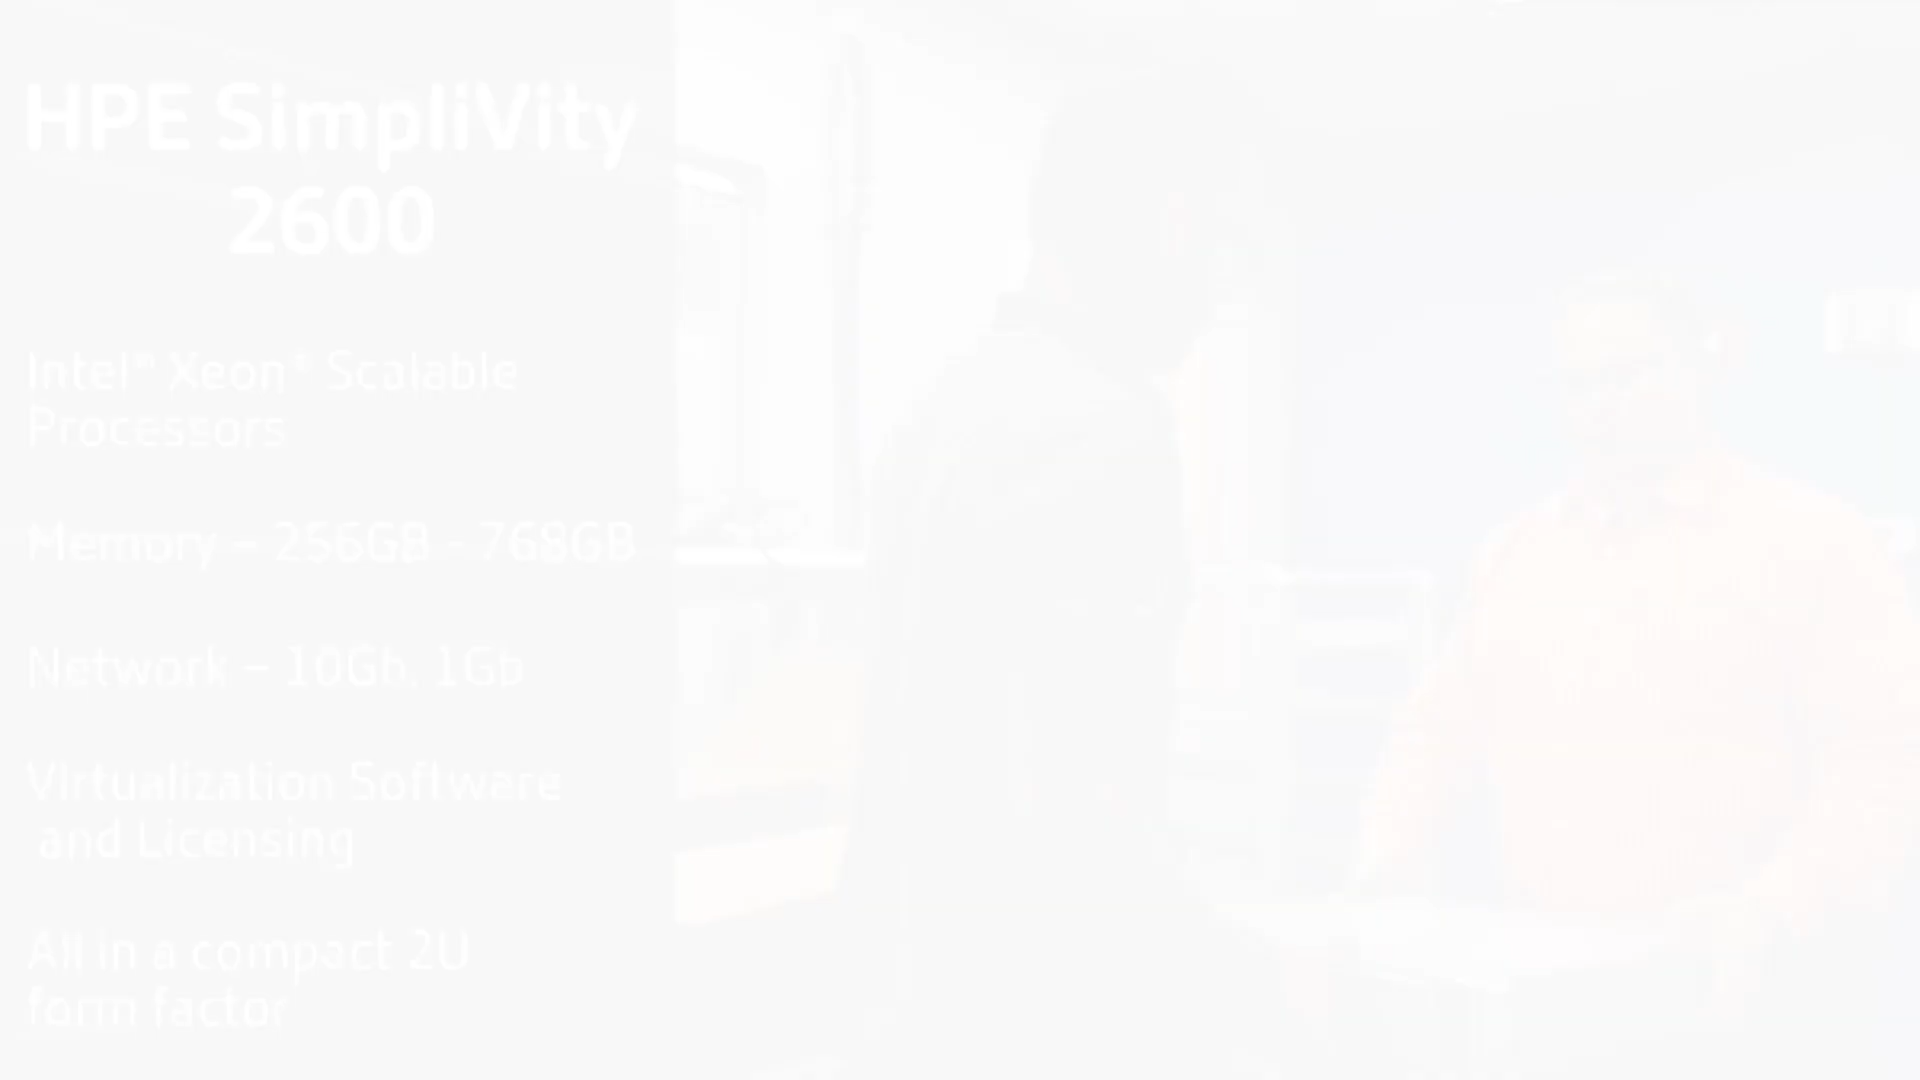 HPE SimpliVity
2600
Intel® Xeon® Scalable
Processors
Memory – 256GB - 768GB
Network – 10Gb, 1Gb
Virtualization Software
and Licensing
All in a compact 2U
form factor